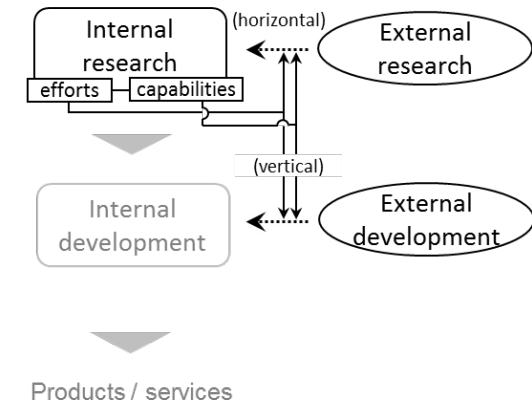 Internal
research
(horizontal)
External
research
efforts
capabilities
(vertical)
Internal
development
External
development
Products / services